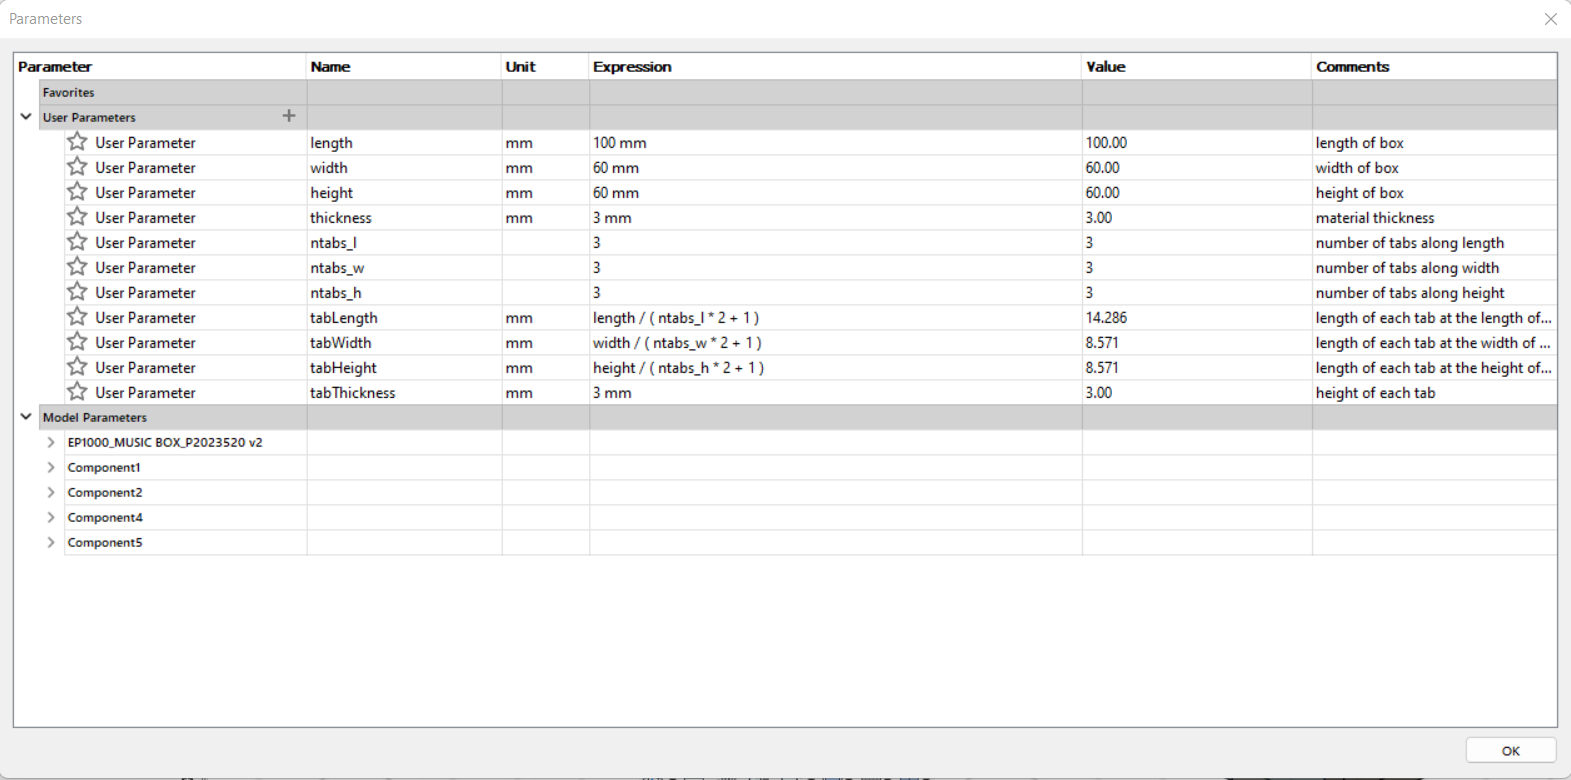 Parameters
Parameter Name Unit Expression Value Comments
Favorites
User Parameters +
User Parameter length mm 100 mm 100.00 length of box
User Parameter width mm 60 mm 60.00 width of box
User Parameter height mm 60 mm 60.00 height of box
User Parameter thickness mm 3 mm 3.00 material thickness
User Parameter ntabs_l 3 3 number of tabs along length
User Parameter ntabs_w 3 3 number of tabs along width
User Parameter ntabs_h 3 3 number of tabs along height
User Parameter tabLength mm length / ( ntabs_l * 2 + 1 ) 14.286 length of each tab at the length of...
User Parameter tabWidth mm width / ( ntabs_w * 2 + 1 ) 8.571 length of each tab at the width of ...
User Parameter tabHeight mm height / ( ntabs_h * 2 + 1 ) 8.571 length of each tab at the height of...
User Parameter tabThickness mm 3 mm 3.00 height of each tab
Model Parameters
EP1000_MUSIC BOX_P2023520 v2
Component1
Component2
Component4
Component5
OK